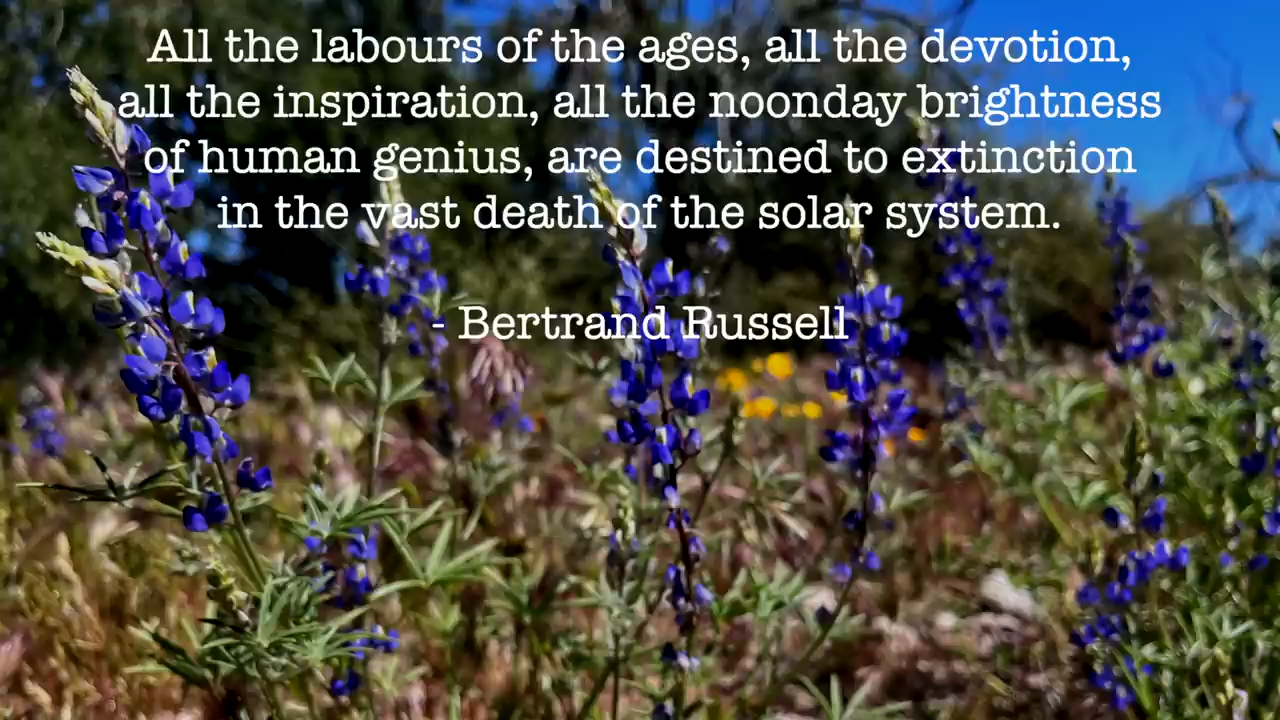 All the labours of the ages, all the devotion,
all the inspiration, all the noonday brightness
of human genius, are destined to extinction
in the vast death of the solar system.
- Bertrand Russell